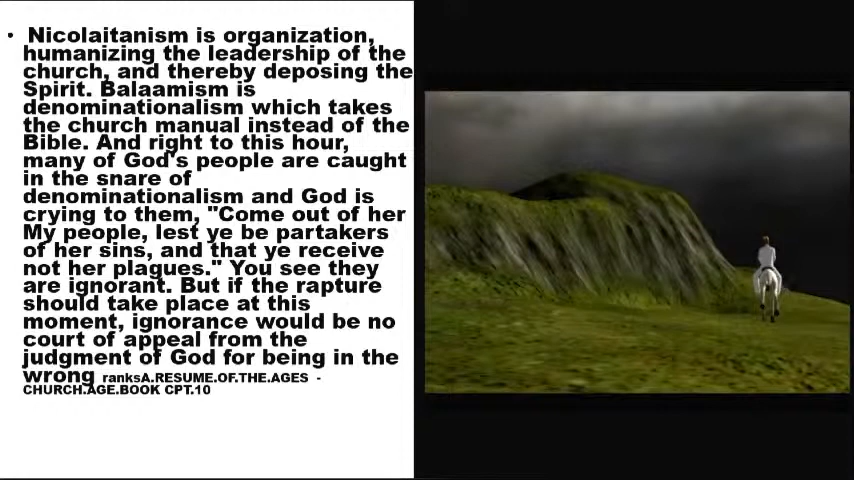 • Nicolaitanism is organization,
humanizing the leadership of the
church, and thereby deposing the
Spirit. Balaamism is
denominationalism which takes
the church manual instead of the
Bible. And right to this hour,
many of God's people are caught
in the snare of
denominationalism and God is
crying to them, "Come out of her
My people, lest ye be partakers
of her sins, and that ye receive
not her plagues." You see they
are ignorant. But if the rapture
should take place at this
moment, ignorance would be no
court of appeal from the
judgment of God for being in the
wrong ranksA.RESUME.OF.THE.AGES -
CHURCH.AGE.BOOK CPT.10